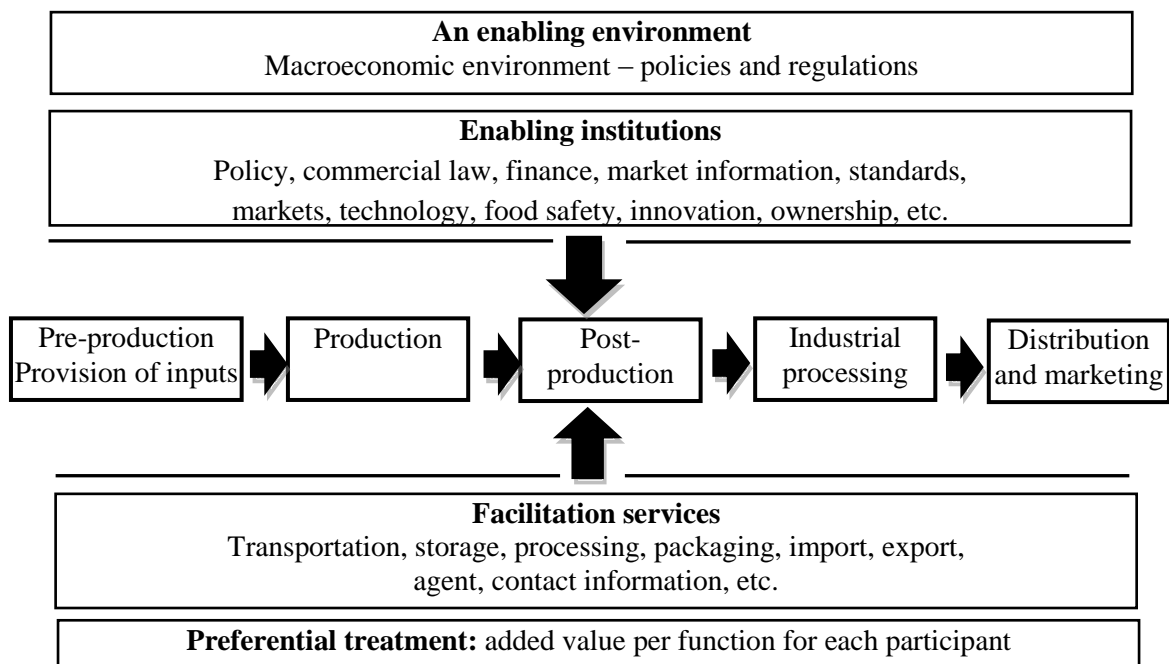 An enabling environment
Macroeconomic environment – policies and regulations
Enabling institutions
Policy, commercial law, finance, market information, standards,
markets, technology, food safety, innovation, ownership, etc.
Pre-production
Provision of inputs
Production
Post-
production
Industrial
processing
Distribution
and marketing
Facilitation services
Transportation, storage, processing, packaging, import, export,
agent, contact information, etc.
Preferential treatment: added value per function for each participant